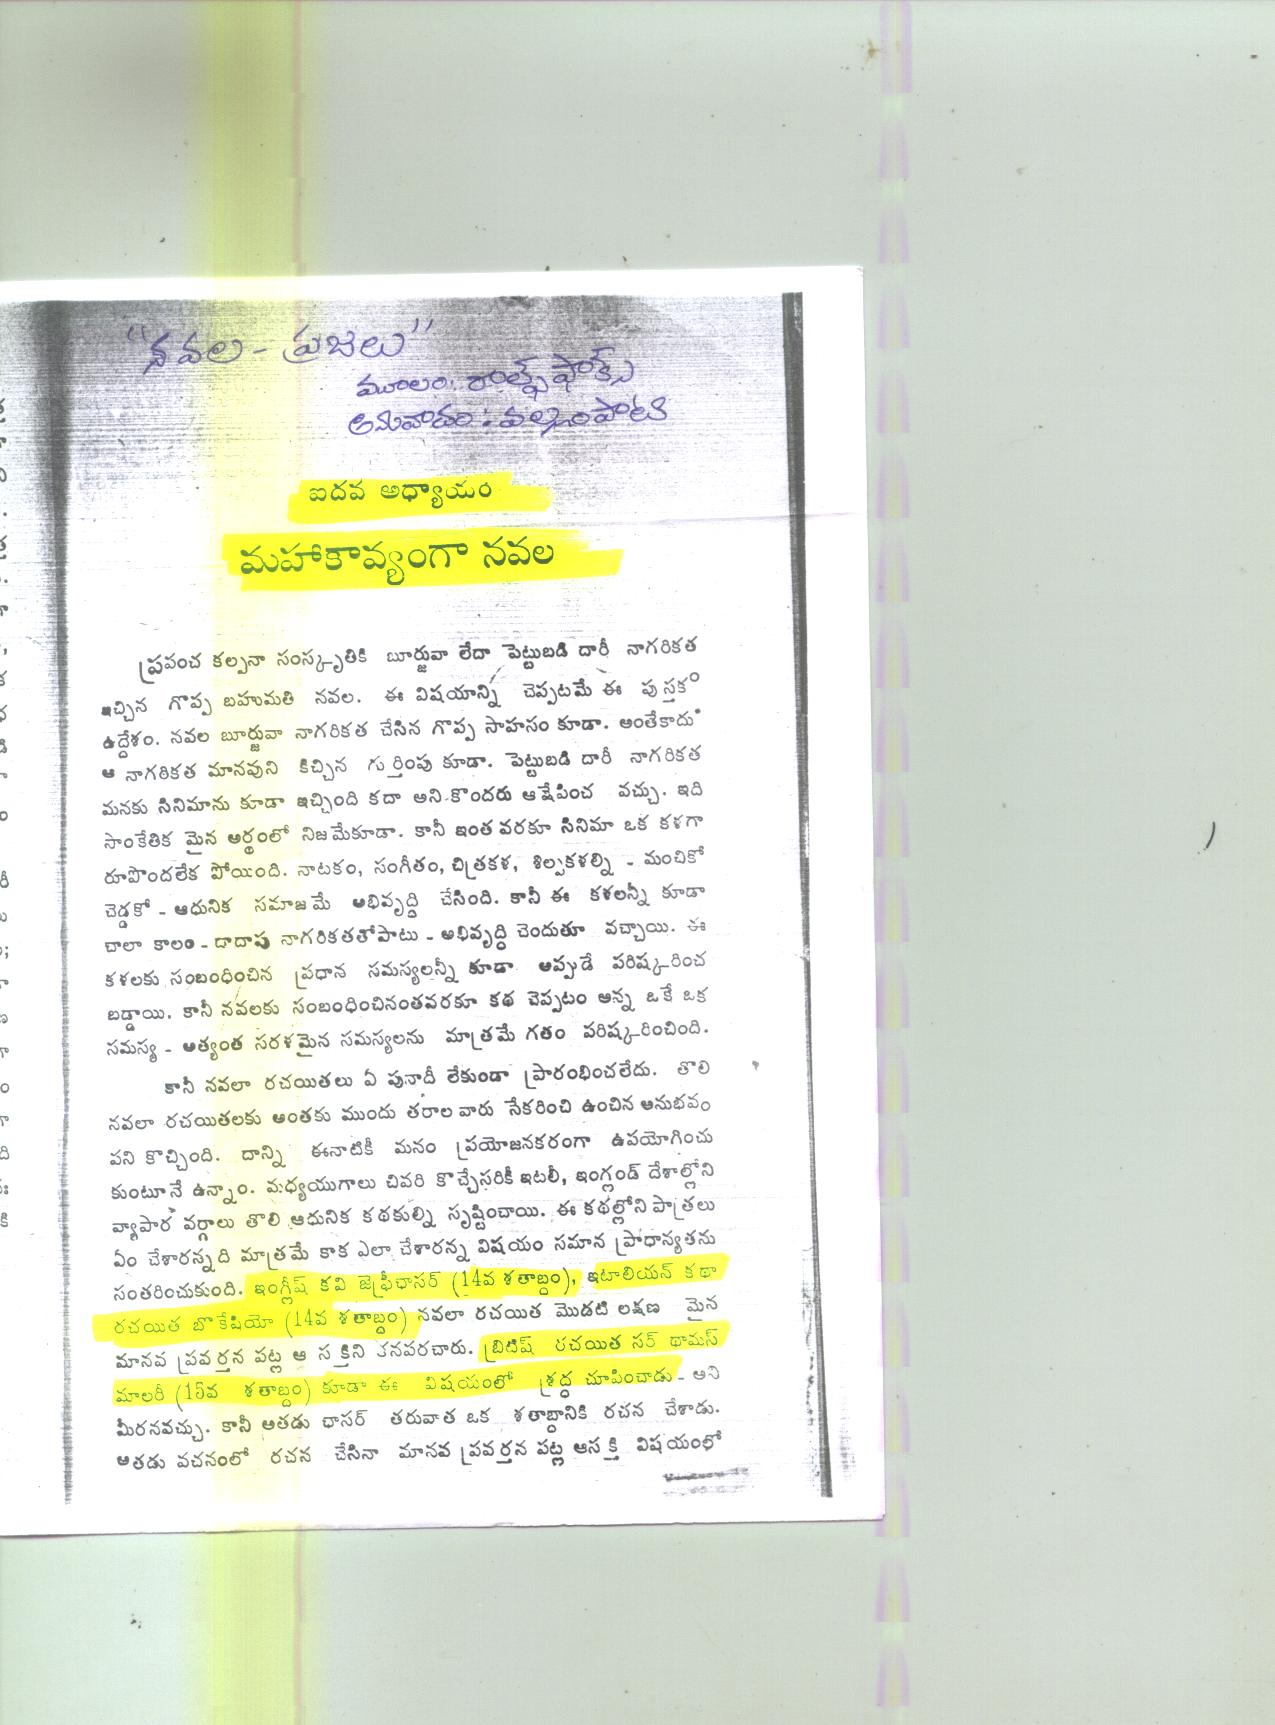 "నవల - ప్రజలు"
మూలం: రాల్ఫ్ ఫాక్స్
అనువాదం: వల్లంపాటి
ఐదవ అధ్యాయం
మహాకావ్యంగా నవల
ప్రపంచ కల్పనా సంస్కృతికి బూర్జువా లేదా పెట్టుబడి దారీ నాగరికత
ఇచ్చిన గొప్ప బహుమతి నవల. ఈ విషయాన్ని చెప్పటమే ఈ పుస్తకం
ఉద్దేశం. నవల బూర్జువా నాగరికత చేసిన గొప్ప సాహసం కూడా. అంతేకాదు
ఆ నాగరికత మానవుని కిచ్చిన గుర్తింపు కూడా. పెట్టుబడి దారీ నాగరికత
మనకు సినిమాను కూడా ఇచ్చింది కదా అని కొందరు ఆక్షేపించ వచ్చు. ఇది
సాంకేతిక మైన అర్థంలో నిజమేకూడా. కానీ ఇంత వరకూ సినిమా ఒక కళగా
రూపొందలేక పోయింది. నాటకం, సంగీతం, చిత్రకళ, శిల్పకళల్ని - మంచికో
చెడ్డకో - ఆధునిక సమాజమే అభివృద్ధి చేసింది. కానీ ఈ కళలన్నీ కూడా
చాలా కాలం - దాదాపు నాగరికతతోపాటు - అభివృద్ధి చెందుతూ వచ్చాయి. ఈ
కళలకు సంబంధించిన ప్రధాన సమస్యలన్నీ కూడా అప్పుడే పరిష్కరించ
బడ్డాయి. కానీ నవలకు సంబంధించినంతవరకూ కథ చెప్పటం అన్న ఒకే ఒక
సమస్య - అత్యంత సరళమైన సమస్యలను మాత్రమే గతం పరిష్కరించింది.
కానీ నవలా రచయితలు ఏ పునాదీ లేకుండా ప్రారంభించలేదు. తొలి
నవలా రచయితలకు అంతకు ముందు తరాల వారు సేకరించి ఉంచిన అనుభవం
పని కొచ్చింది. దాన్ని ఈనాటికీ మనం ప్రయోజనకరంగా ఉపయోగించు
కుంటూనే ఉన్నాం. మధ్యయుగాలు చివరి కొచ్చేసరికి ఇటలీ, ఇంగ్లండ్ దేశాల్లోని
వ్యాపార వర్గాలు తొలి ఆధునిక కథకుల్ని సృష్టించాయి. ఈ కథల్లోని పాత్రలు
ఏం చేశారన్నది మాత్రమే కాక ఎలా చేశారన్న విషయం సమాన ప్రాధాన్యతను
సంతరించుకుంది. ఇంగ్లీష్ కవి జెఫ్రీఛాసర్ (14వ శతాబ్దం), ఇటాలియన్ కథా
రచయిత బొకేషియో (14వ శతాబ్దం) నవలా రచయిత మొదటి లక్షణ మైన
మానవ ప్రవర్తన పట్ల ఆ సక్తిని కనపరచారు. బ్రిటిష్ రచయిత సర్ థామస్
మాలరీ (15వ శతాబ్దం) కూడా ఈ విషయంలో శ్రద్ధ చూపించాడు - అని
మీరనవచ్చు. కానీ అతడు ఛాసర్ తరువాత ఒక శతాబ్దానికి రచన చేశాడు.
అతడు వచనంలో రచన చేసినా మానవ ప్రవర్తన పట్ల ఆసక్తి విషయంలో